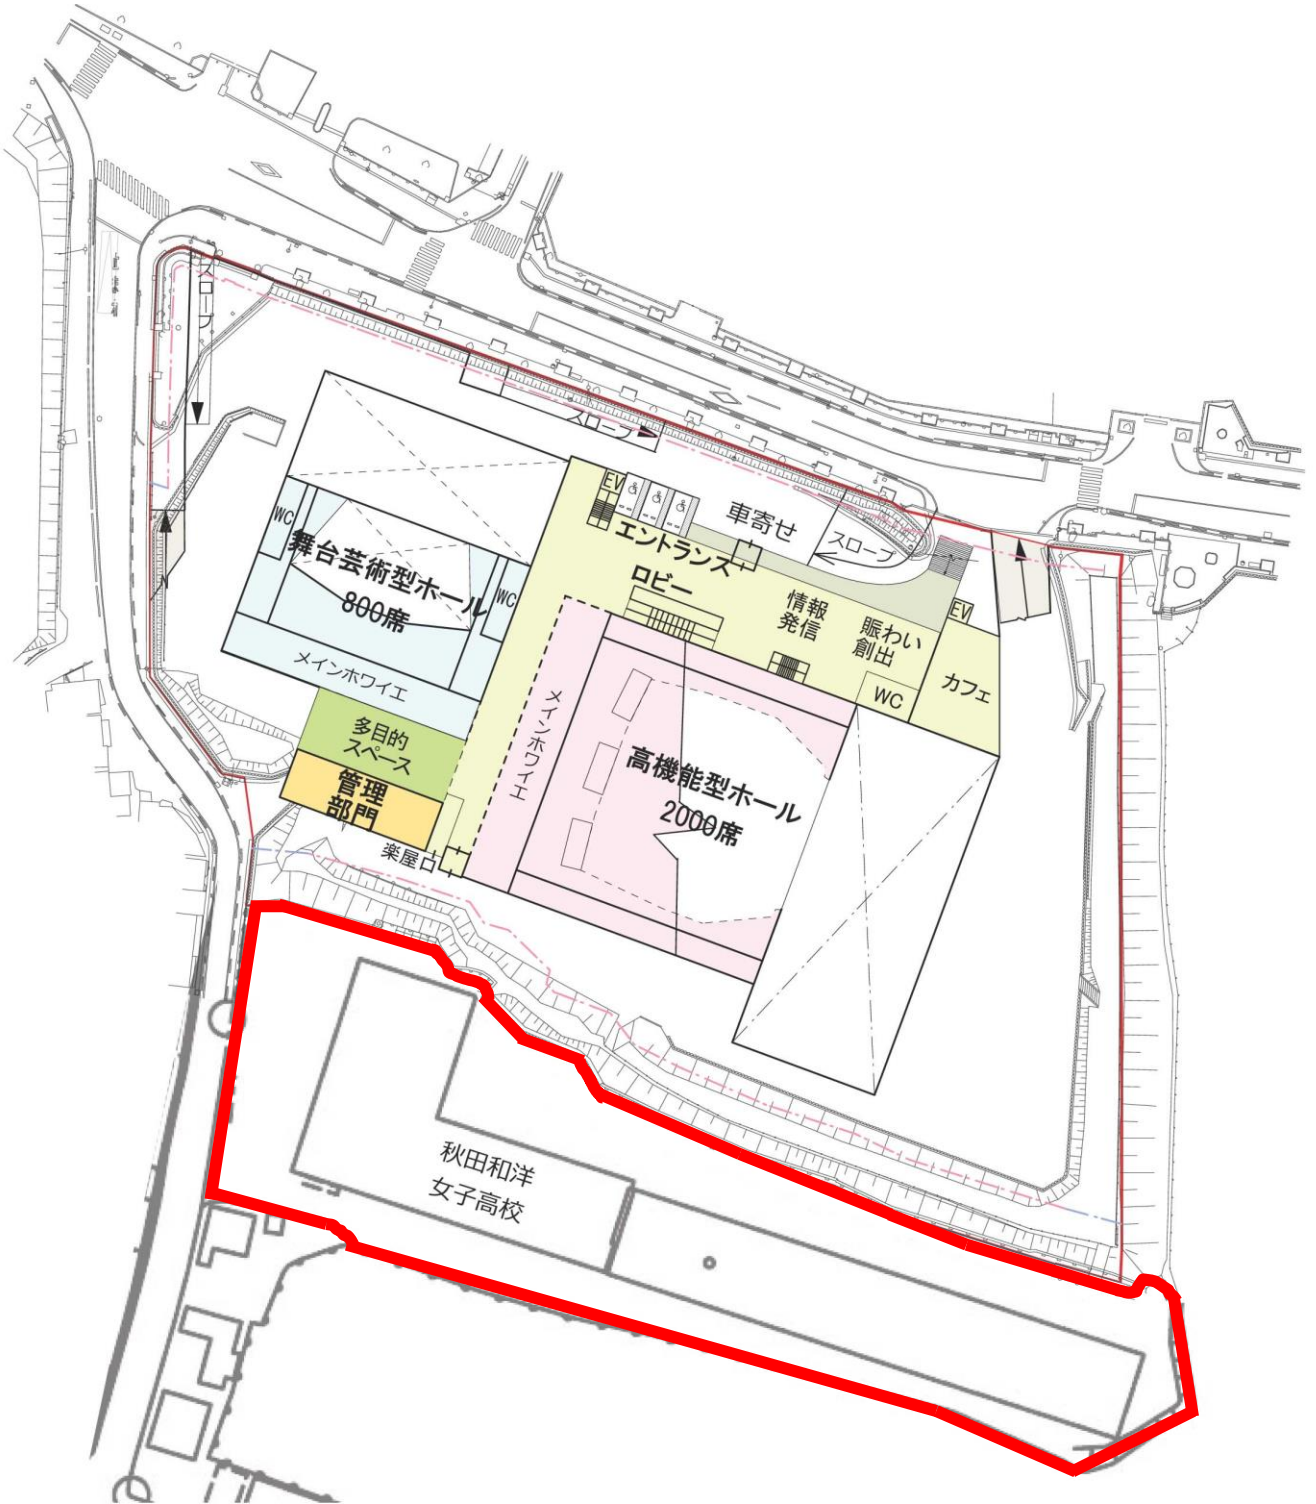 スロープ
スロープ
EV
車寄せ
スロープ
エントランス
ロビー
WC
舞台芸術型ホール
800席
WC
情報
発信
賑わい
創出
EV
カフェ
WC
メインホワイエ
メインホワイエ
多目的
スペース
管理
部門
楽屋口
高機能型ホール
2000席
秋田和洋
女子高校